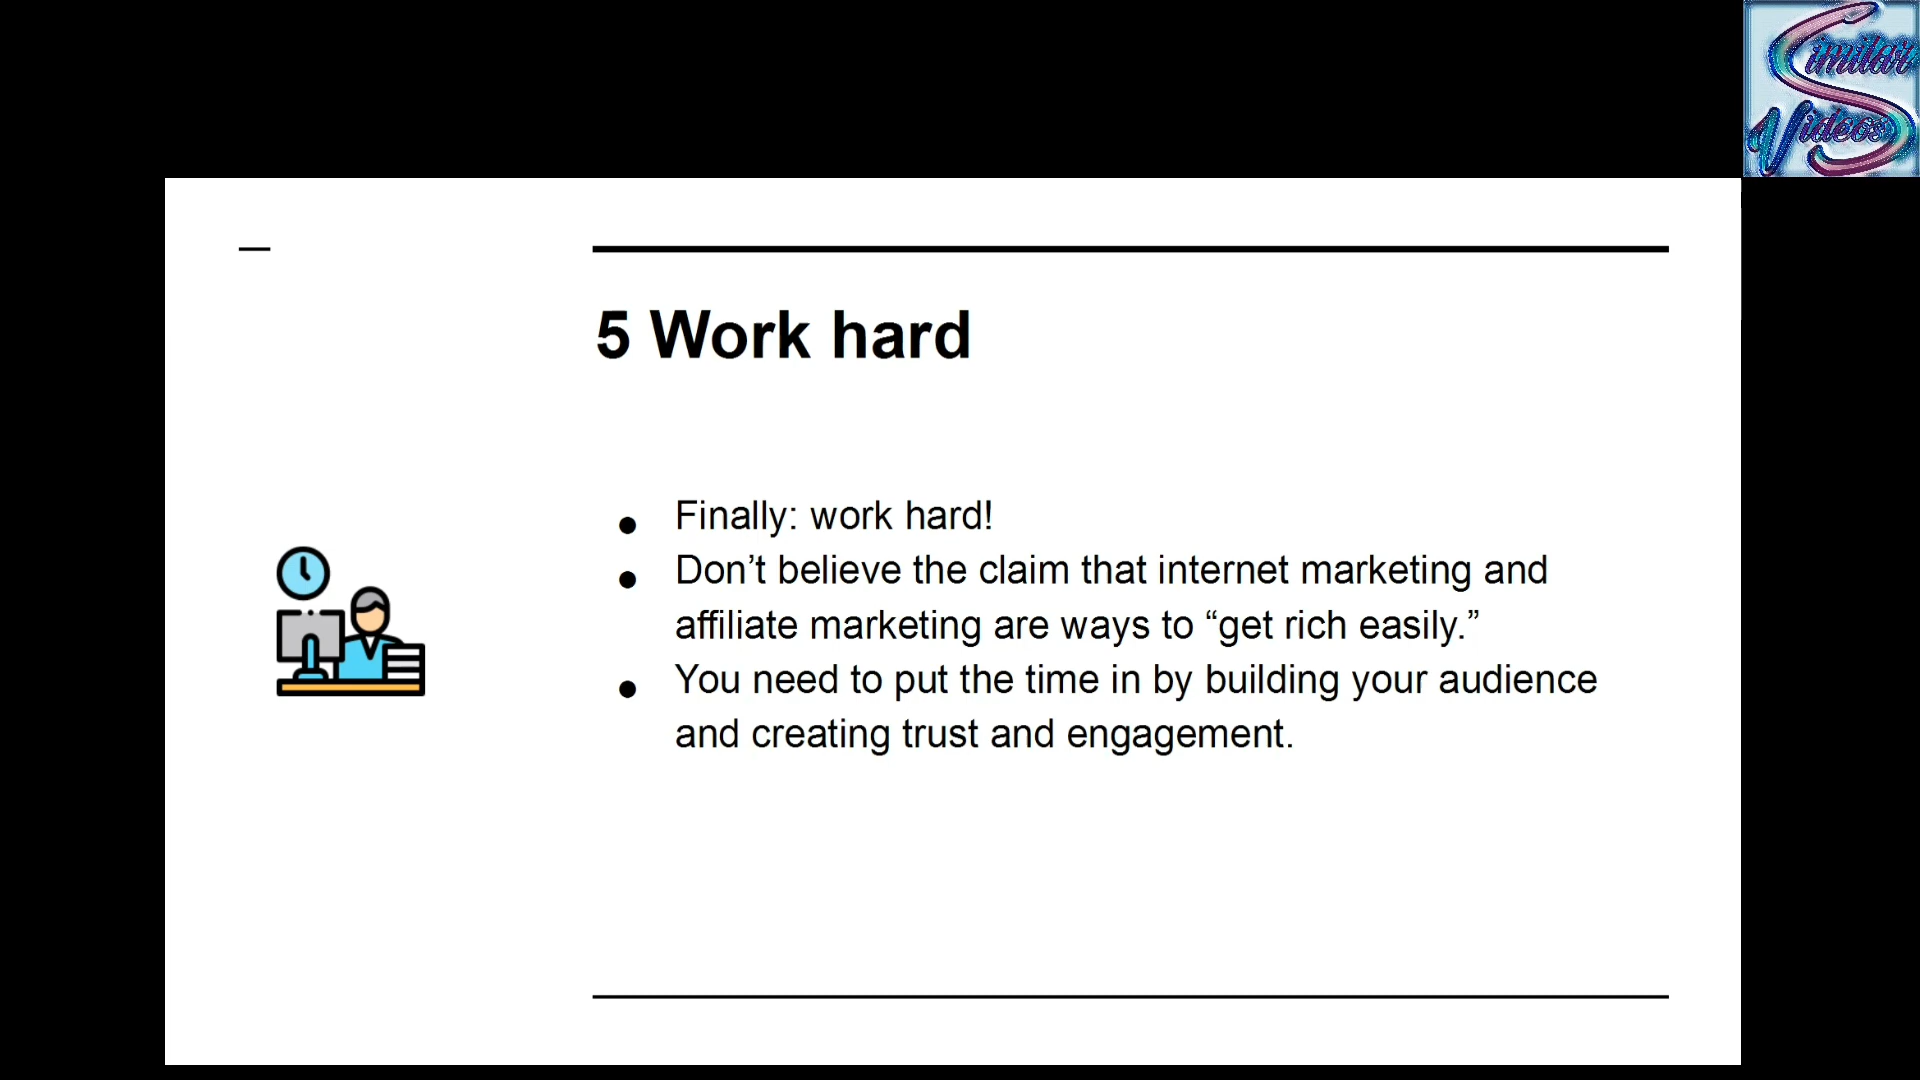 Similar
Videos
5 Work hard
● Finally: work hard!
● Don’t believe the claim that internet marketing and
affiliate marketing are ways to “get rich easily.”
● You need to put the time in by building your audience
and creating trust and engagement.